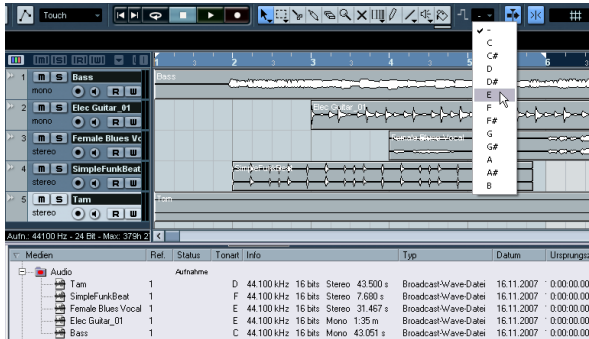 Touch
-
[M] [S] [R] [W]
1 2 3 4 6
-
C
C#
D
D#
E
F
F#
G
G#
A
A#
B
1 M S Bass
mono R W
Bass
2 M S Elec Guitar_01
mono R W
Elec Guitar_01
3 M S Female Blues Vo
stereo R W
Female Blues Vocal
4 M S SimpleFunkBeat
stereo R W
SimpleFunkBeat
5 M S Tam
stereo R W
Tam
Aufn.: 44100 Hz - 24 Bit - Max: 379h 2
Medien Ref. Status Tonart Info Typ Datum Ursprungsz
Audio Aufnahme
Tam 1 D 44.100 kHz 16 bits Stereo 43.500 s Broadcast-Wave-Datei 16.11.2007 0:00:00.00
SimpleFunkBeat 1 F 44.100 kHz 16 bits Stereo 7.680 s Broadcast-Wave-Datei 16.11.2007 0:00:00.00
Female Blues Vocal 1 E 44.100 kHz 16 bits Stereo 31.467 s Broadcast-Wave-Datei 16.11.2007 0:00:00.00
Elec Guitar_01 1 E 44.100 kHz 16 bits Mono 1:35 m Broadcast-Wave-Datei 16.11.2007 0:00:00.00
Bass 1 C 44.100 kHz 16 bits Mono 43.051 s Broadcast-Wave-Datei 16.11.2007 0:00:00.00